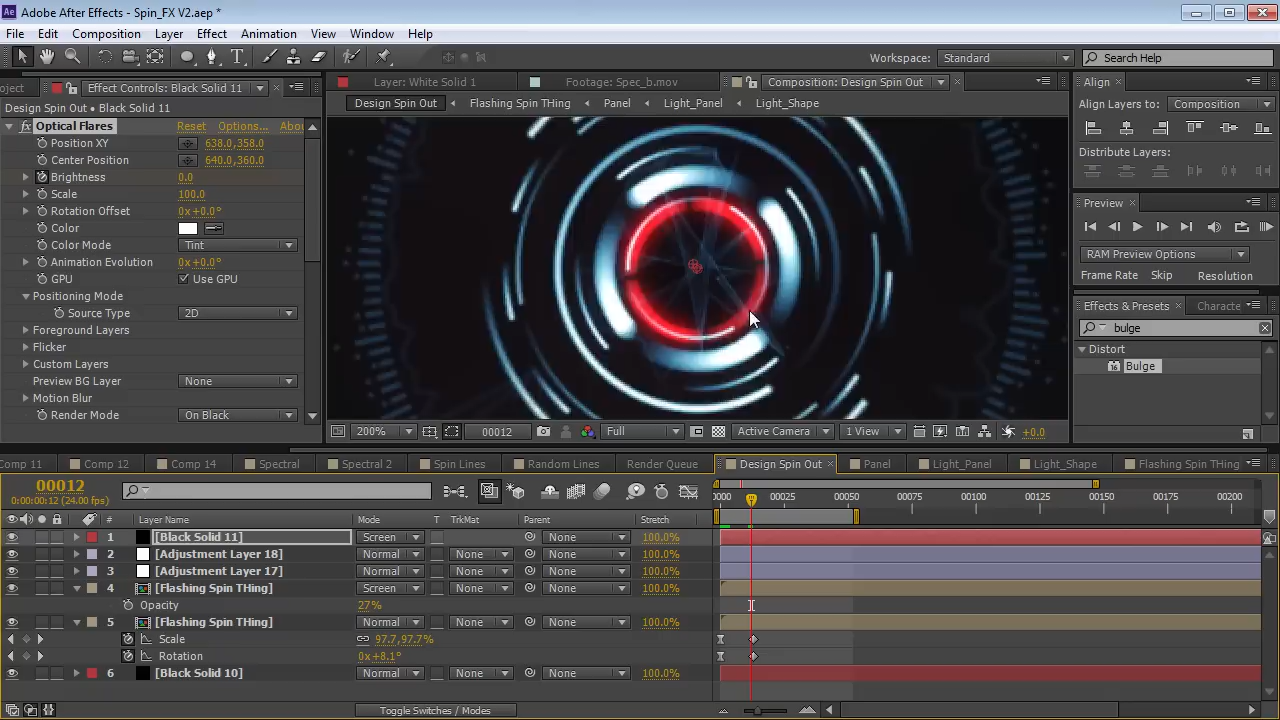 Adobe After Effects - Spin_FX V2.aep *
File Edit Composition Layer Effect Animation View Window Help
Workspace: Standard Search Help
oject Effect Controls: Black Solid 11 Layer: White Solid 1 Footage: Spec_b.mov Composition: Design Spin Out Align
Design Spin Out • Black Solid 11
Design Spin Out Flashing Spin THing Panel Light_Panel Light_Shape
fx Optical Flares Reset Options... Abou
Position XY 638.0,358.0
Center Position 640.0,360.0
Brightness 0.0
Scale 100.0
Rotation Offset 0x+0.0°
Color
Color Mode Tint
Animation Evolution 0x+0.0°
GPU Use GPU
Positioning Mode
Source Type 2D
Foreground Layers
Flicker
Custom Layers
Preview BG Layer None
Motion Blur
Render Mode On Black
Align Layers to: Composition
Distribute Layers:
Preview
RAM Preview Options
Frame Rate Skip Resolution
Effects & Presets Characte
bulge
Distort
16 Bulge
200% 00012 Full Active Camera 1 View +0.0
Comp 11 Comp 12 Comp 14 Spectral Spectral 2 Spin Lines Random Lines Render Queue Design Spin Out Panel Light_Panel Light_Shape Flashing Spin THing
00012
0:00:00:12 (24.00 fps)
0000 00025 00050 00075 00100 00125 00150 00175 00200
# Layer Name Mode T TrkMat Parent Stretch
1 [Black Solid 11] Screen None 100.0%
2 [Adjustment Layer 18] Normal None None 100.0%
3 [Adjustment Layer 17] Normal None None 100.0%
4 [Flashing Spin THing] Screen None None 100.0%
Opacity 27%
5 [Flashing Spin THing] Normal None None 100.0%
Scale 97.7,97.7%
Rotation 0x+8.1°
6 [Black Solid 10] Normal None None 100.0%
Toggle Switches / Modes